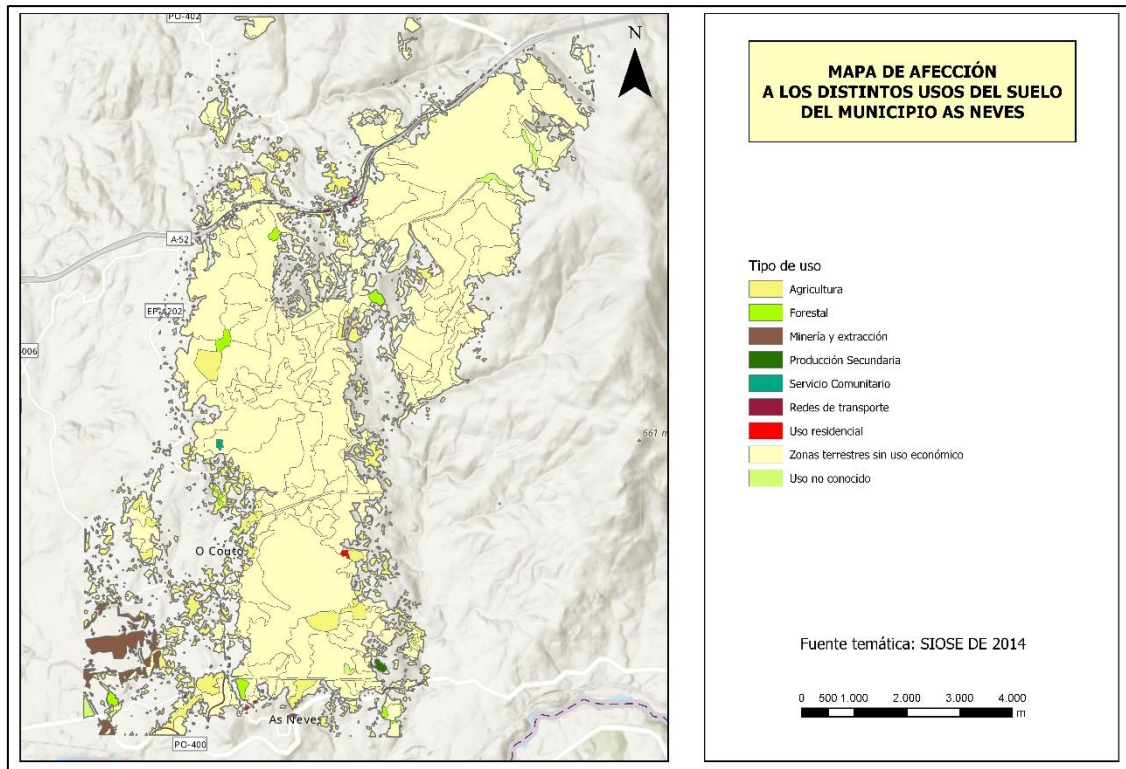 PO-402
N
A-52
EP-4202
006
661 m
O Couto
As Neves
PO-400
MAPA DE AFECCIÓN
A LOS DISTINTOS USOS DEL SUELO
DEL MUNICIPIO AS NEVES
Tipo de uso
Agricultura
Forestal
Minería y extracción
Producción Secundaria
Servicio Comunitario
Redes de transporte
Uso residencial
Zonas terrestres sin uso económico
Uso no conocido
Fuente temática: SIOSE DE 2014
0 500 1.000 2.000 3.000 4.000
m